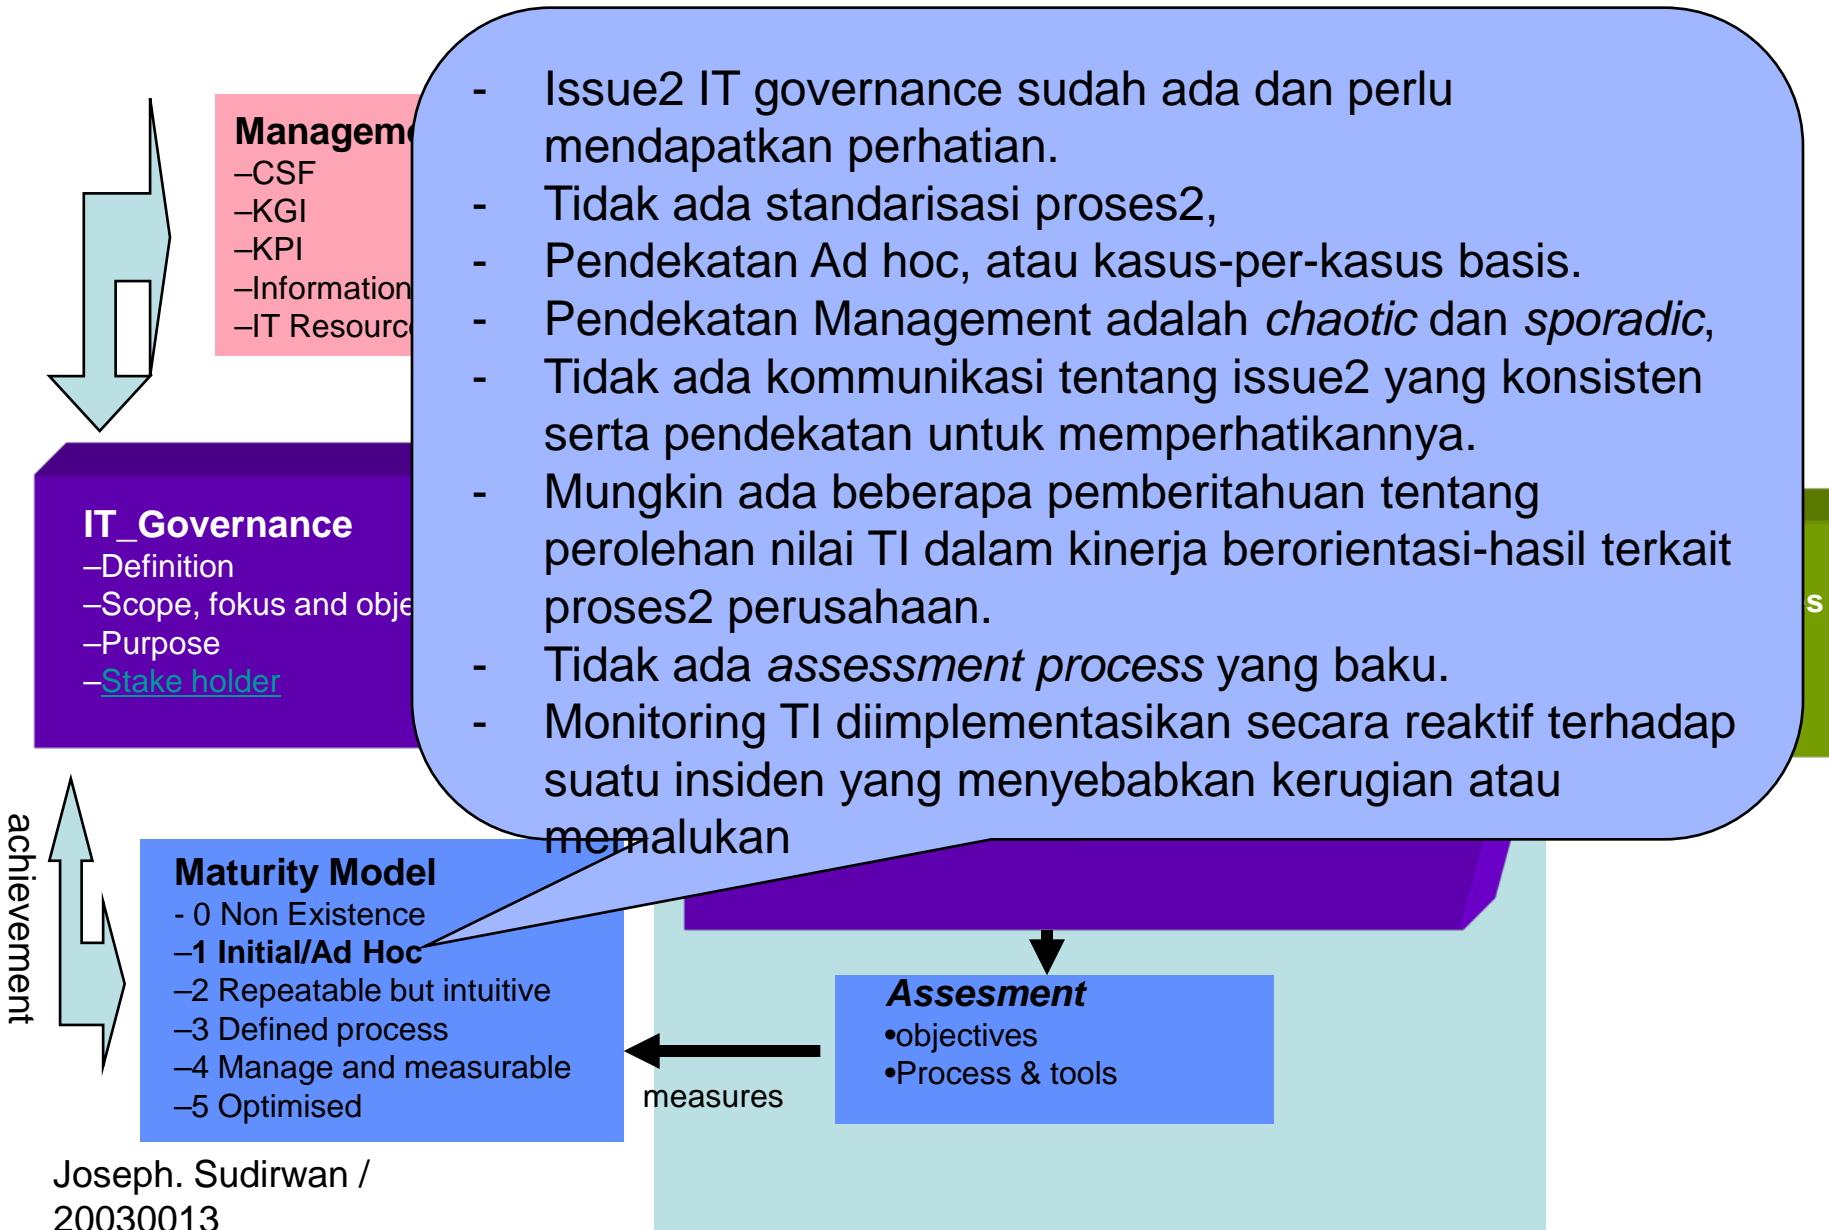 Managem
–CSF
–KGI
–KPI
–Information
–IT Resourc
- Issue2 IT governance sudah ada dan perlu
mendapatkan perhatian.
- Tidak ada standarisasi proses2,
- Pendekatan Ad hoc, atau kasus-per-kasus basis.
- Pendekatan Management adalah chaotic dan sporadic,
- Tidak ada kommunikasi tentang issue2 yang konsisten
serta pendekatan untuk memperhatikannya.
- Mungkin ada beberapa pemberitahuan tentang
perolehan nilai TI dalam kinerja berorientasi-hasil terkait
proses2 perusahaan.
- Tidak ada assessment process yang baku.
- Monitoring TI diimplementasikan secara reaktif terhadap
suatu insiden yang menyebabkan kerugian atau
memalukan
IT_Governance
–Definition
–Scope, fokus and obje
–Purpose
–Stake holder
s
achievement
Maturity Model
- 0 Non Existence
–1 Initial/Ad Hoc
–2 Repeatable but intuitive
–3 Defined process
–4 Manage and measurable
–5 Optimised
measures
Assesment
•objectives
•Process & tools
Joseph. Sudirwan /
20030013